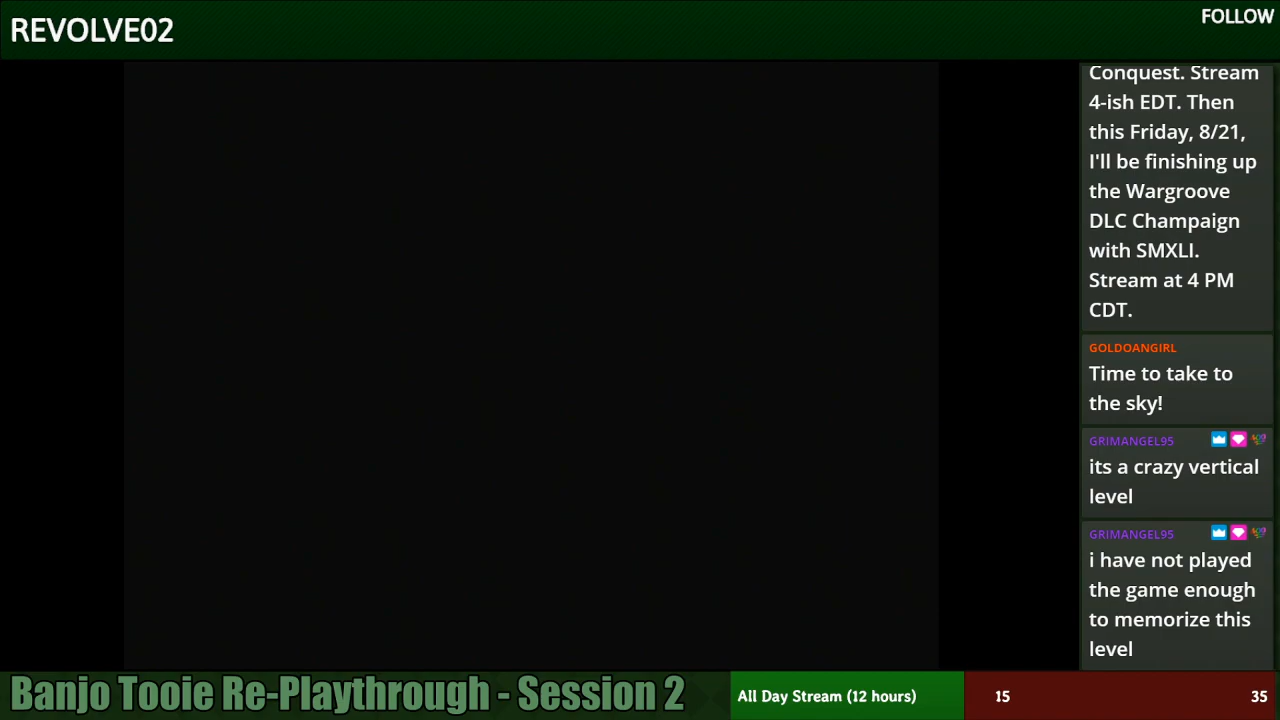 REVOLVE02
FOLLOW
Conquest. Stream
4-ish EDT. Then
this Friday, 8/21,
I'll be finishing up
the Wargroove
DLC Champaign
with SMXLI.
Stream at 4 PM
CDT.
GOLDOANGIRL
Time to take to
the sky!
GRIMANGEL95
its a crazy vertical
level
GRIMANGEL95
i have not played
the game enough
to memorize this
level
Banjo Tooie Re-Playthrough - Session 2
All Day Stream (12 hours)
15
35